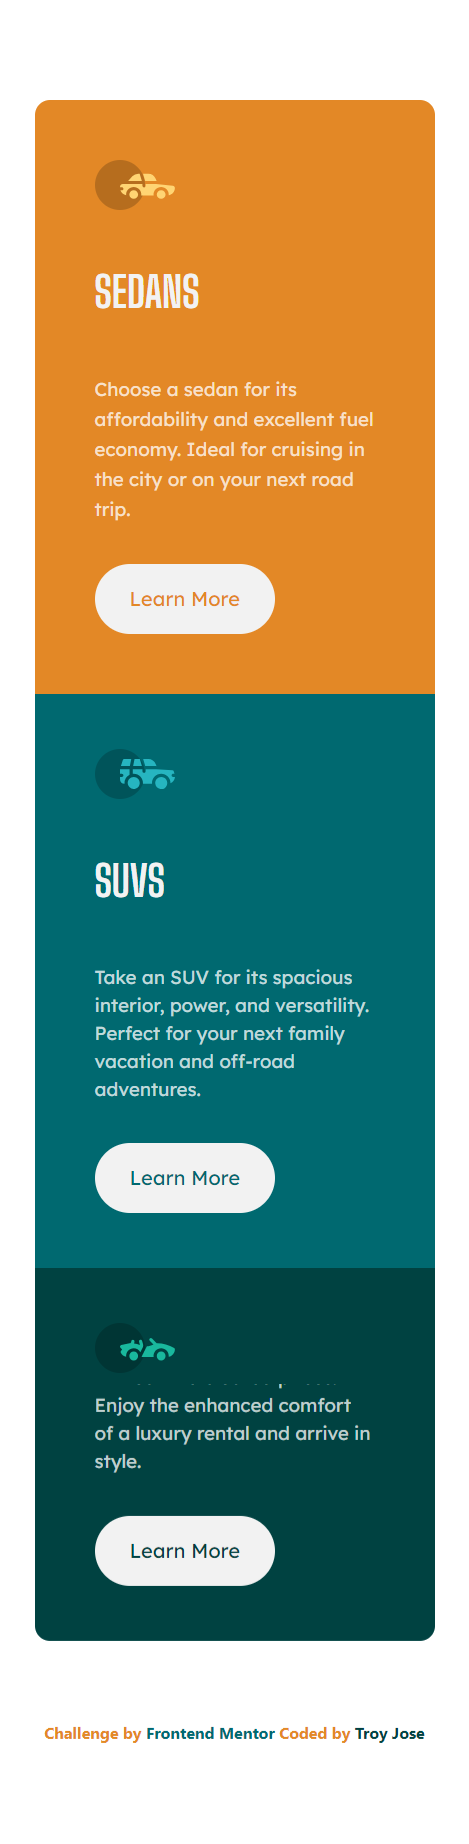 SEDANS
Choose a sedan for its
affordability and excellent fuel
economy. Ideal for cruising in
the city or on your next road
trip.
Learn More
SUVS
Take an SUV for its spacious
interior, power, and versatility.
Perfect for your next family
vacation and off-road
adventures.
Learn More
Enjoy the enhanced comfort
of a luxury rental and arrive in
style.
Learn More
Challenge by Frontend Mentor Coded by Troy Jose